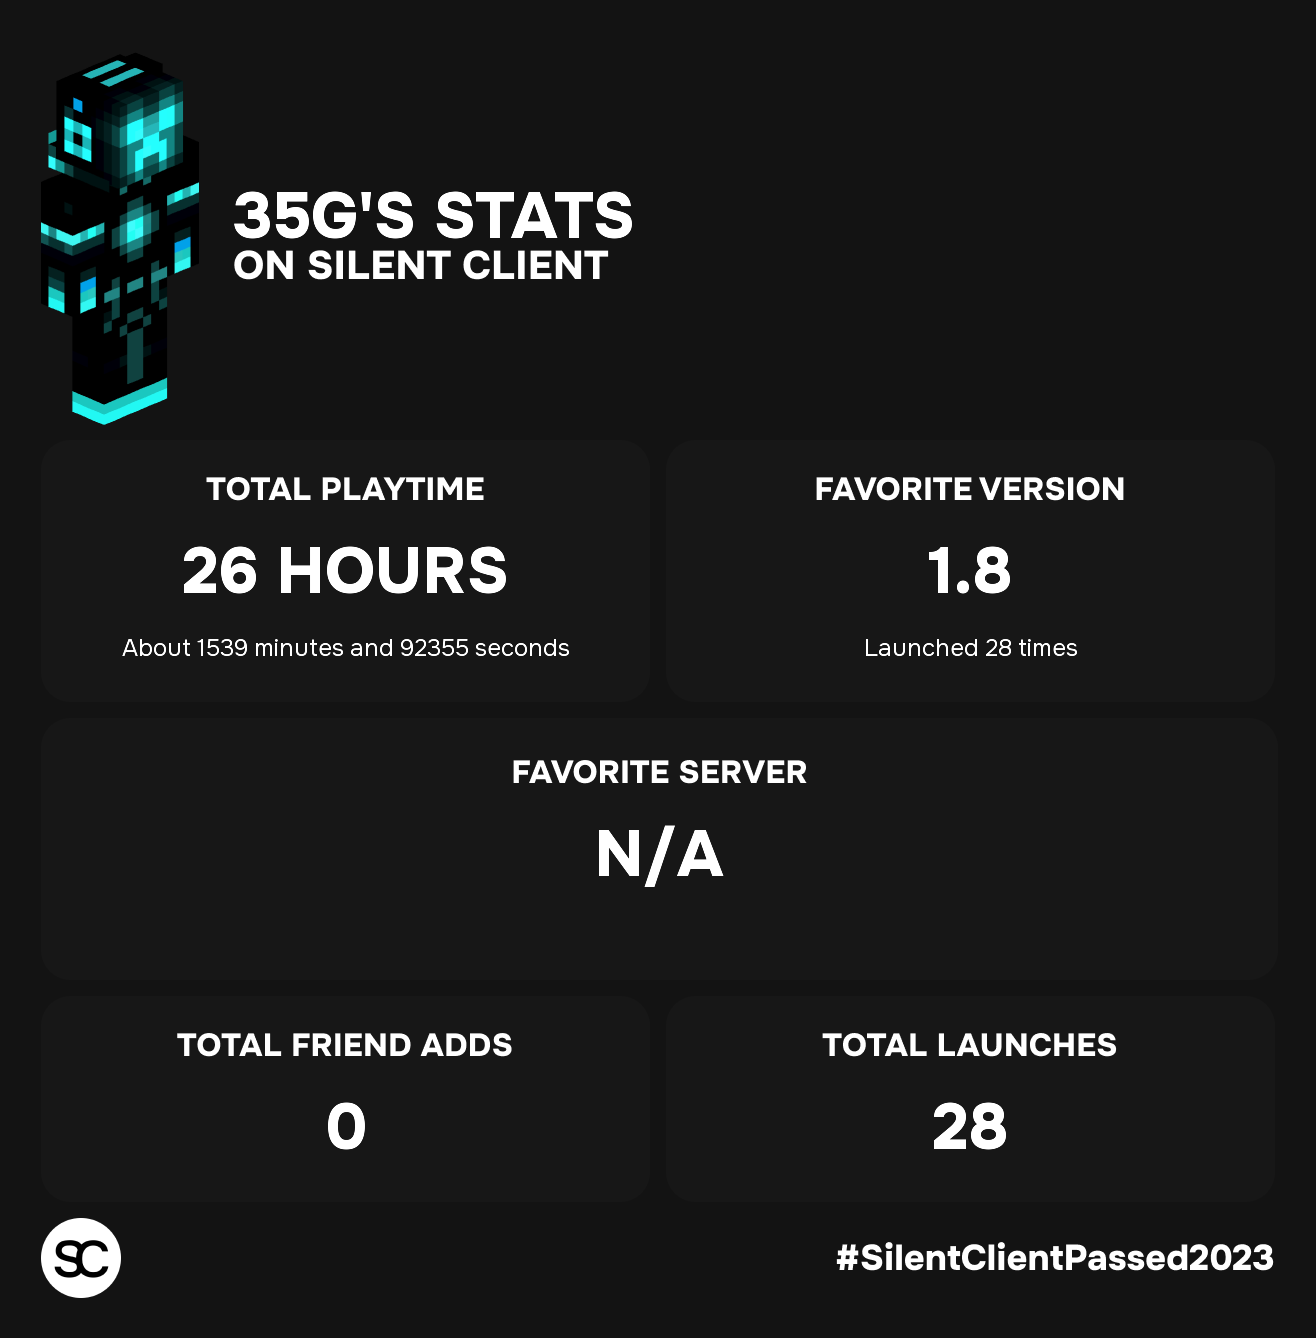 35G'S STATS
ON SILENT CLIENT
TOTAL PLAYTIME
26 HOURS
About 1539 minutes and 92355 seconds
FAVORITE VERSION
1.8
Launched 28 times
FAVORITE SERVER
N/A
TOTAL FRIEND ADDS
0
TOTAL LAUNCHES
28
SC
#SilentClientPassed2023